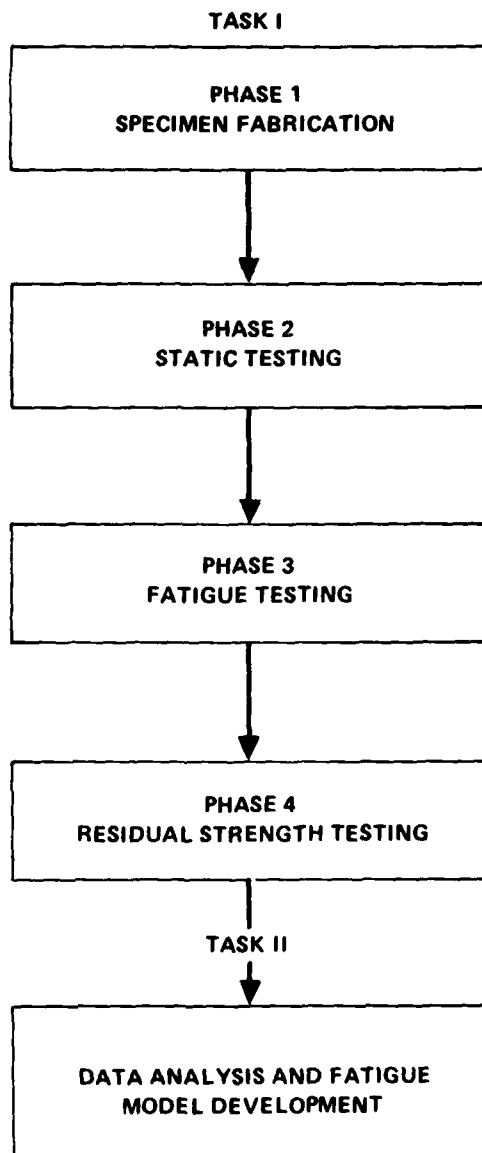 TASK I
PHASE 1
SPECIMEN FABRICATION
PHASE 2
STATIC TESTING
PHASE 3
FATIGUE TESTING
PHASE 4
RESIDUAL STRENGTH TESTING
TASK II
DATA ANALYSIS AND FATIGUE
MODEL DEVELOPMENT